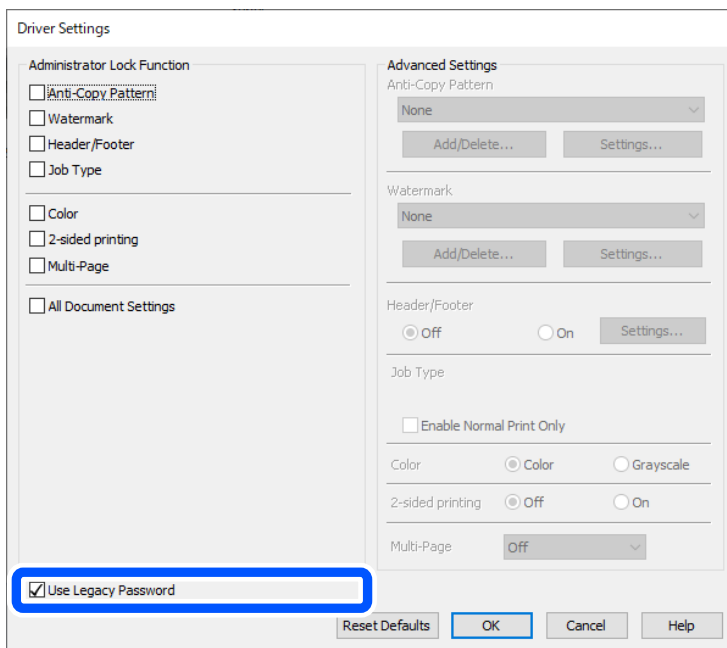 Driver Settings
Administrator Lock Function
Anti-Copy Pattern
Watermark
Header/Footer
Job Type
Color
2-sided printing
Multi-Page
All Document Settings
Use Legacy Password
Advanced Settings
Anti-Copy Pattern
None
Add/Delete... Settings...
Watermark
None
Add/Delete... Settings...
Header/Footer
Off On Settings...
Job Type
Enable Normal Print Only
Color Color Grayscale
2-sided printing Off On
Multi-Page Off
Reset Defaults OK Cancel Help